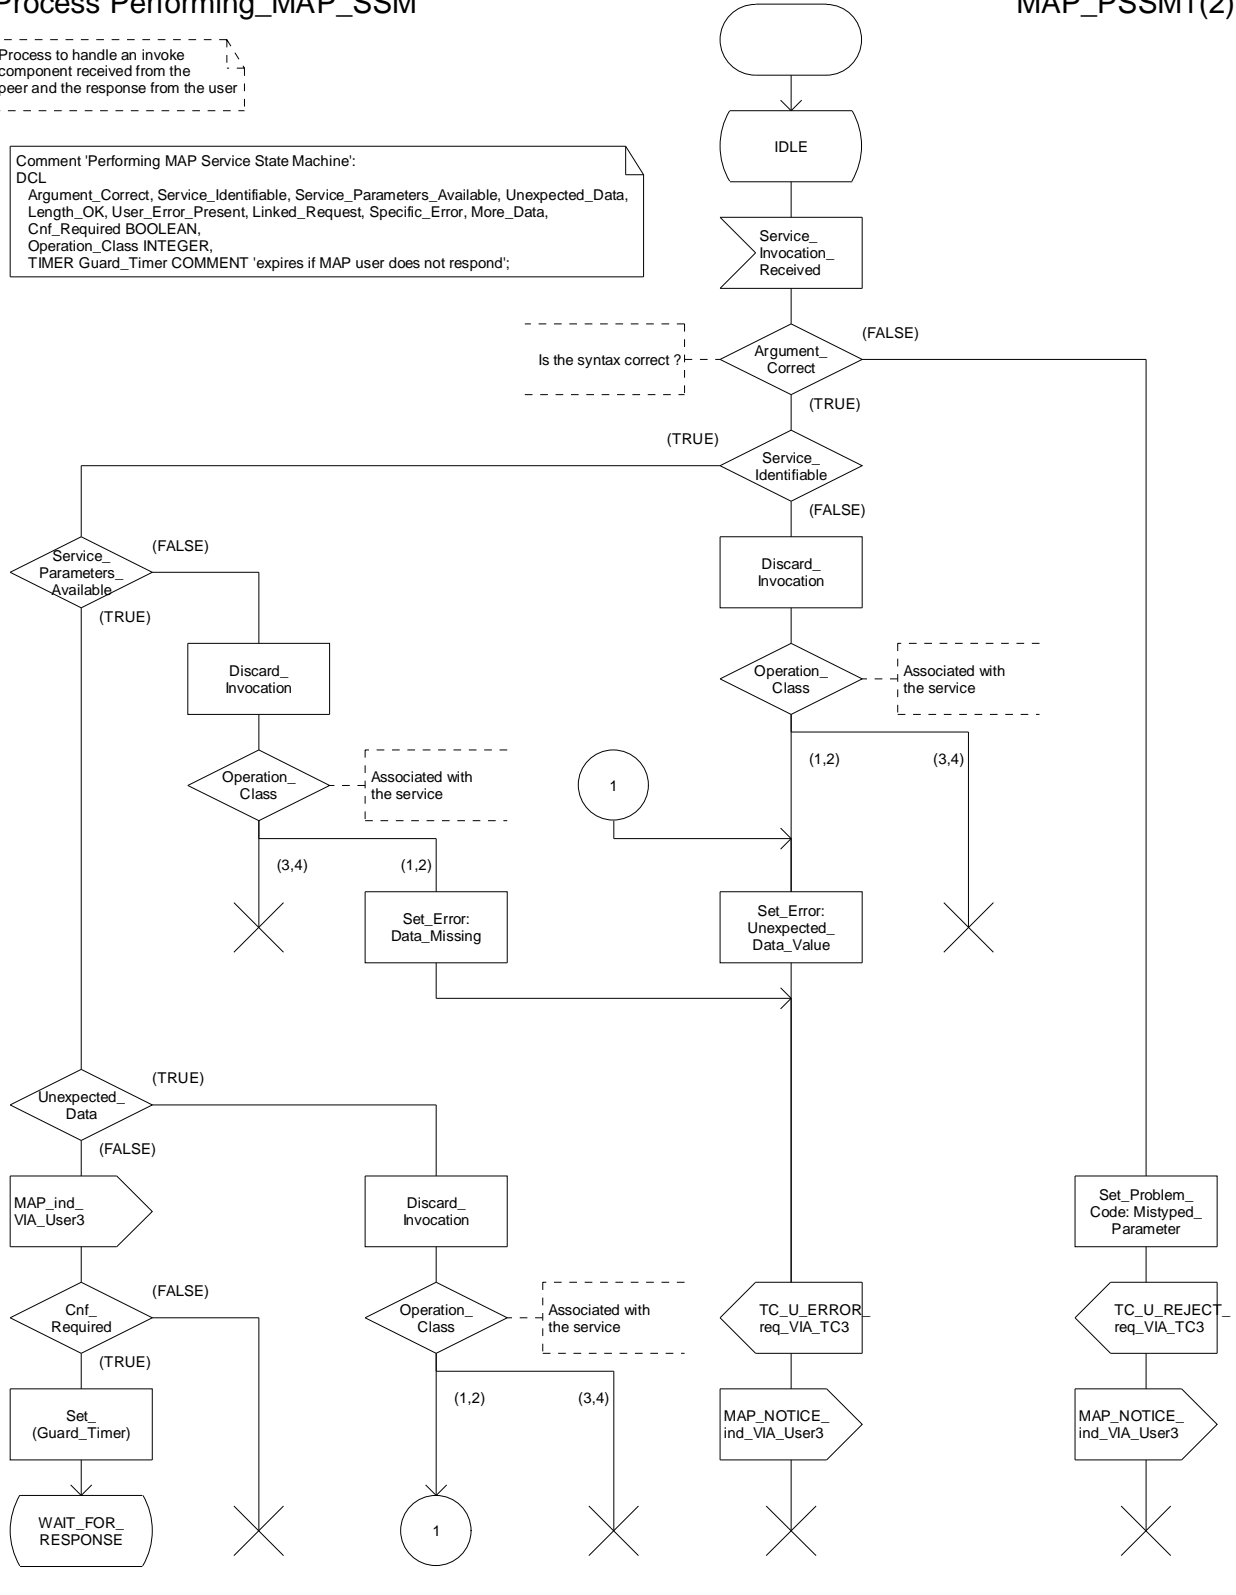 Process Performing_MAP_SSM
MAP_PSSM1(2)
Process to handle an invoke
component received from the
peer and the response from the user
IDLE
Comment 'Performing MAP Service State Machine':
DCL
Argument_Correct, Service_Identifiable, Service_Parameters_Available, Unexpected_Data,
Length_OK, User_Error_Present, Linked_Request, Specific_Error, More_Data,
Cnf_Required BOOLEAN,
Operation_Class INTEGER,
TIMER Guard_Timer COMMENT 'expires if MAP user does not respond';
Service_
Invocation_
Received
(FALSE)
Is the syntax correct ?
Argument_
Correct
(TRUE)
(TRUE)
Service_
Identifiable
(FALSE)
(FALSE)
Service_
Parameters_
Available
(TRUE)
Discard_
Invocation
Discard_
Invocation
Operation_
Class
Associated with
the service
(1,2)
(3,4)
Operation_
Class
Associated with
the service
1
(3,4)
(1,2)
Set_Error:
Data_Missing
Set_Error:
Unexpected_
Data_Value
(TRUE)
Unexpected_
Data
(FALSE)
MAP_ind_
VIA_User3
Discard_
Invocation
Set_Problem_
Code: Mistyped_
Parameter
(FALSE)
Cnf_
Required
(TRUE)
Operation_
Class
Associated with
the service
TC_U_ERROR_
req_VIA_TC3
TC_U_REJECT_
req_VIA_TC3
(1,2)
(3,4)
Set_
(Guard_Timer)
MAP_NOTICE_
ind_VIA_User3
MAP_NOTICE_
ind_VIA_User3
WAIT_FOR_
RESPONSE
1